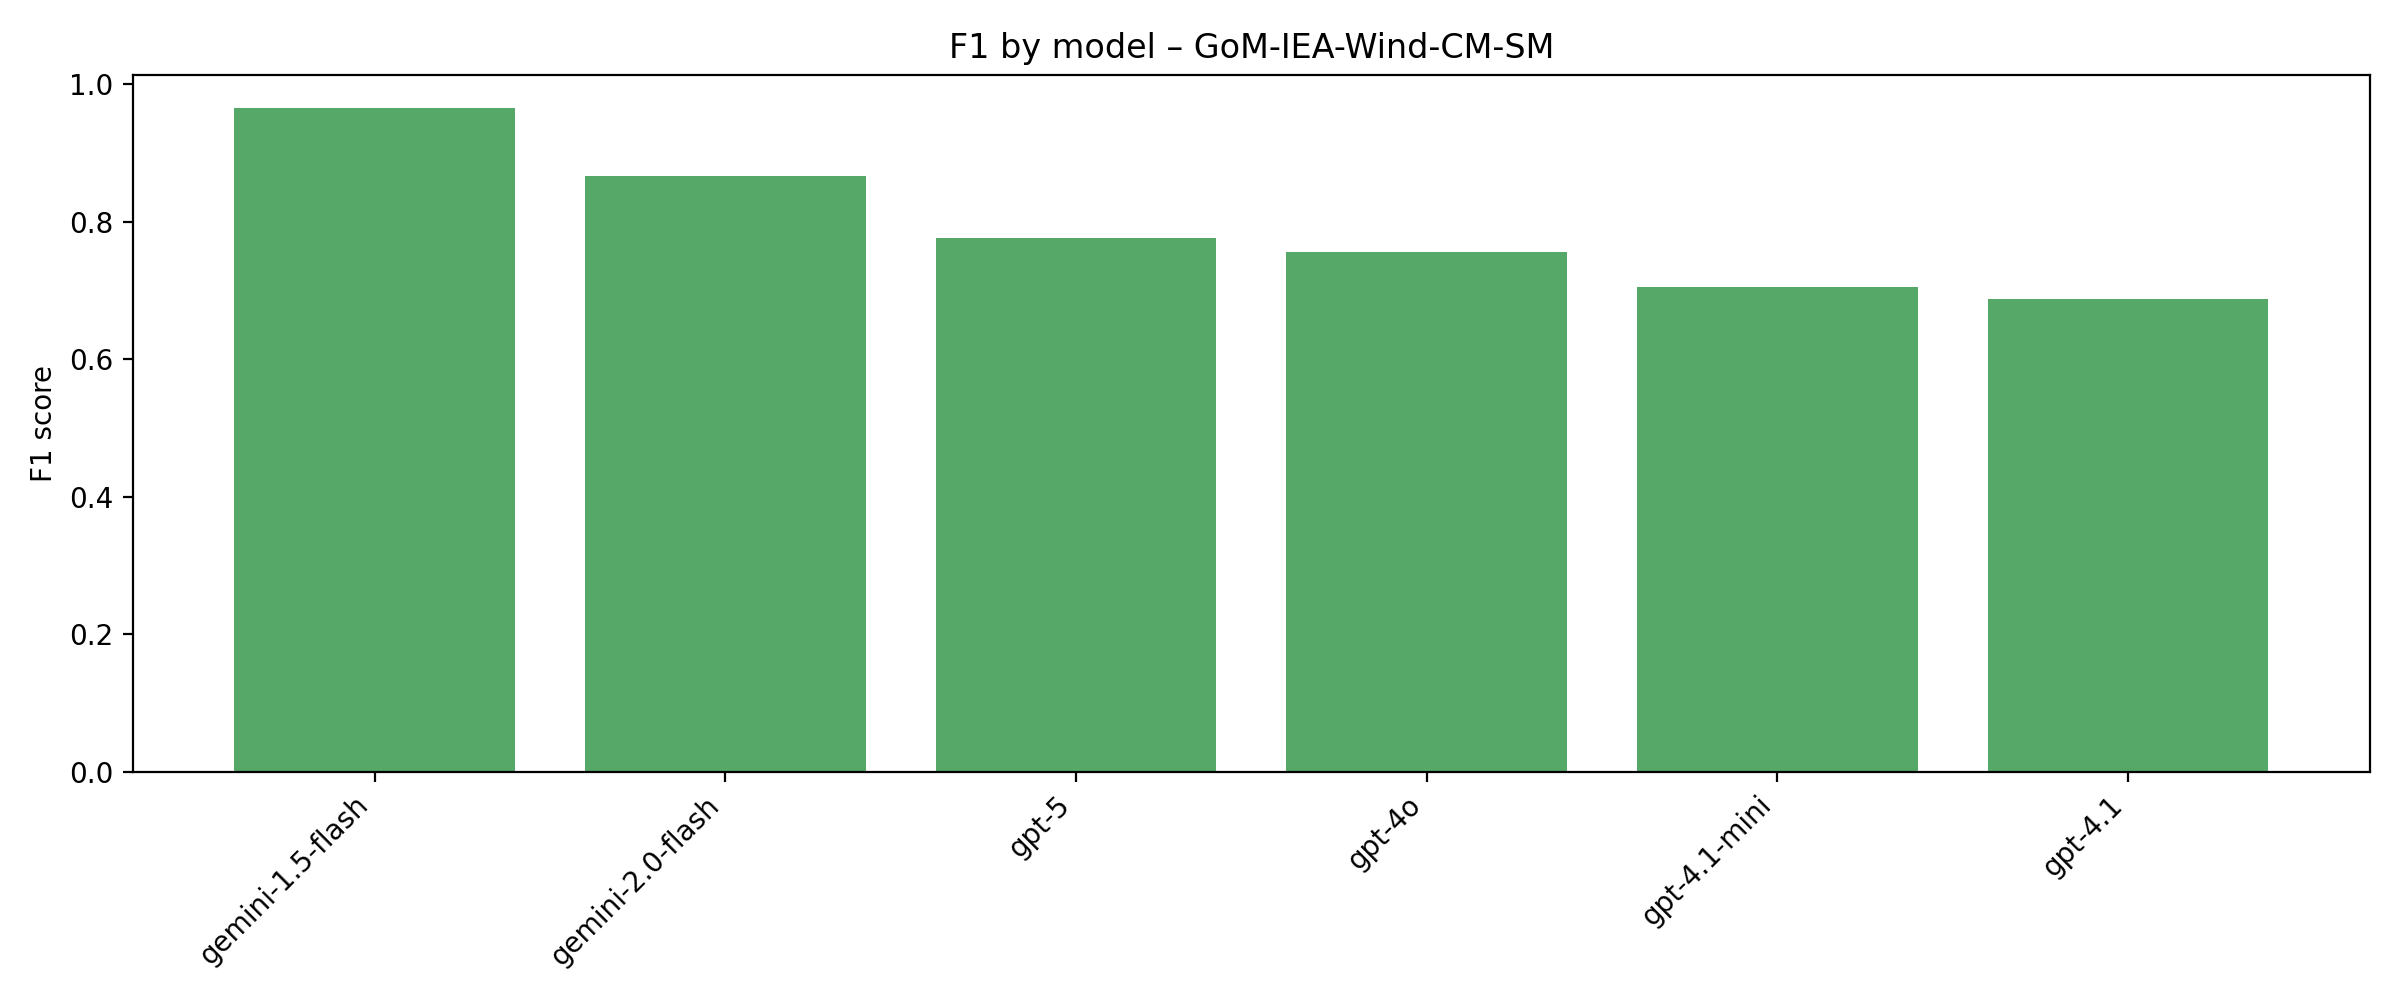 F1 by model – GoM-IEA-Wind-CM-SM
F1 score
1.0
0.8
0.6
0.4
0.2
0.0
gemini-1.5-flash
gemini-2.0-flash
gpt-5
gpt-4o
gpt-4.1-mini
gpt-4.1